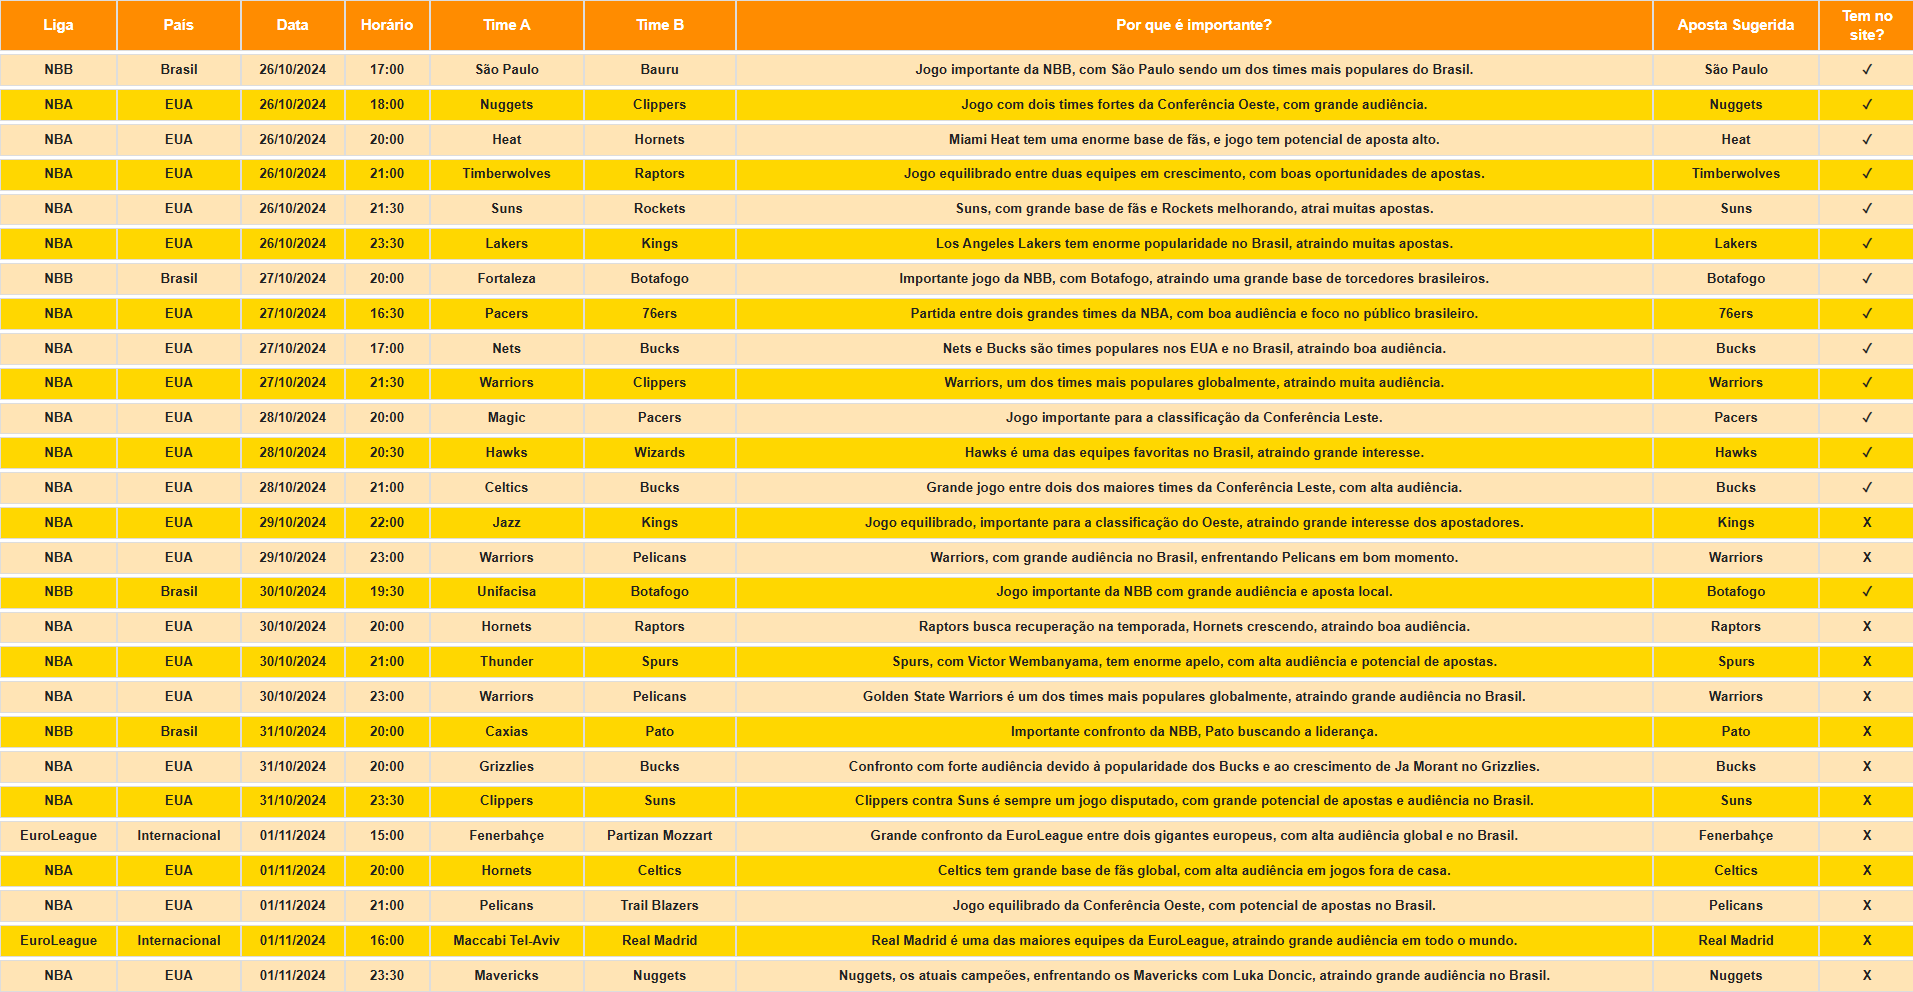 Liga País Data Horário Time A Time B Por que é importante? Aposta Sugerida Tem no site?
NBB Brasil 26/10/2024 17:00 São Paulo Bauru Jogo importante da NBB, com São Paulo sendo um dos times mais populares do Brasil. São Paulo ✓
NBA EUA 26/10/2024 18:00 Nuggets Clippers Jogo com dois times fortes da Conferência Oeste, com grande audiência. Nuggets ✓
NBA EUA 26/10/2024 20:00 Heat Hornets Miami Heat tem uma enorme base de fãs, e jogo tem potencial de aposta alto. Heat ✓
NBA EUA 26/10/2024 21:00 Timberwolves Raptors Jogo equilibrado entre duas equipes em crescimento, com boas oportunidades de apostas. Timberwolves ✓
NBA EUA 26/10/2024 21:30 Suns Rockets Suns, com grande base de fãs e Rockets melhorando, atrai muitas apostas. Suns ✓
NBA EUA 26/10/2024 23:30 Lakers Kings Los Angeles Lakers tem enorme popularidade no Brasil, atraindo muitas apostas. Lakers ✓
NBB Brasil 27/10/2024 20:00 Fortaleza Botafogo Importante jogo da NBB, com Botafogo, atraindo uma grande base de torcedores brasileiros. Botafogo ✓
NBA EUA 27/10/2024 16:30 Pacers 76ers Partida entre dois grandes times da NBA, com boa audiência e foco no público brasileiro. 76ers ✓
NBA EUA 27/10/2024 17:00 Nets Bucks Nets e Bucks são times populares nos EUA e no Brasil, atraindo boa audiência. Bucks ✓
NBA EUA 27/10/2024 21:30 Warriors Clippers Warriors, um dos times mais populares globalmente, atraindo muita audiência. Warriors ✓
NBA EUA 28/10/2024 20:00 Magic Pacers Jogo importante para a classificação da Conferência Leste. Pacers ✓
NBA EUA 28/10/2024 20:30 Hawks Wizards Hawks é uma das equipes favoritas no Brasil, atraindo grande interesse. Hawks ✓
NBA EUA 28/10/2024 21:00 Celtics Bucks Grande jogo entre dois dos maiores times da Conferência Leste, com alta audiência. Bucks ✓
NBA EUA 29/10/2024 22:00 Jazz Kings Jogo equilibrado, importante para a classificação do Oeste, atraindo grande interesse dos apostadores. Kings X
NBA EUA 29/10/2024 23:00 Warriors Pelicans Warriors, com grande audiência no Brasil, enfrentando Pelicans em bom momento. Warriors X
NBB Brasil 30/10/2024 19:30 Unifacisa Botafogo Jogo importante da NBB com grande audiência e aposta local. Botafogo ✓
NBA EUA 30/10/2024 20:00 Hornets Raptors Raptors busca recuperação na temporada, Hornets crescendo, atraindo boa audiência. Raptors X
NBA EUA 30/10/2024 21:00 Thunder Spurs Spurs, com Victor Wembanyama, tem enorme apelo, com alta audiência e potencial de apostas. Spurs X
NBA EUA 30/10/2024 23:00 Warriors Pelicans Golden State Warriors é um dos times mais populares globalmente, atraindo grande audiência no Brasil. Warriors X
NBB Brasil 31/10/2024 20:00 Caxias Pato Importante confronto da NBB, Pato buscando a liderança. Pato X
NBA EUA 31/10/2024 20:00 Grizzlies Bucks Confronto com forte audiência devido à popularidade dos Bucks e ao crescimento de Ja Morant no Grizzlies. Bucks X
NBA EUA 31/10/2024 23:30 Clippers Suns Clippers contra Suns é sempre um jogo disputado, com grande potencial de apostas e audiência no Brasil. Suns X
EuroLeague Internacional 01/11/2024 15:00 Fenerbahçe Partizan Mozzart Grande confronto da EuroLeague entre dois gigantes europeus, com alta audiência global e no Brasil. Fenerbahçe X
NBA EUA 01/11/2024 20:00 Hornets Celtics Celtics tem grande base de fãs global, com alta audiência em jogos fora de casa. Celtics X
NBA EUA 01/11/2024 21:00 Pelicans Trail Blazers Jogo equilibrado da Conferência Oeste, com potencial de apostas no Brasil. Pelicans X
EuroLeague Internacional 01/11/2024 16:00 Maccabi Tel-Aviv Real Madrid Real Madrid é uma das maiores equipes da EuroLeague, atraindo grande audiência em todo o mundo. Real Madrid X
NBA EUA 01/11/2024 23:30 Mavericks Nuggets Nuggets, os atuais campeões, enfrentando os Mavericks com Luka Doncic, atraindo grande audiência no Brasil. Nuggets X